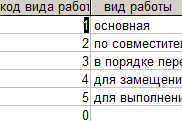 код вида работ вид работы
1 основная
2 по совместител
3 в порядке пере
4 для замещени
5 для выполнени
0